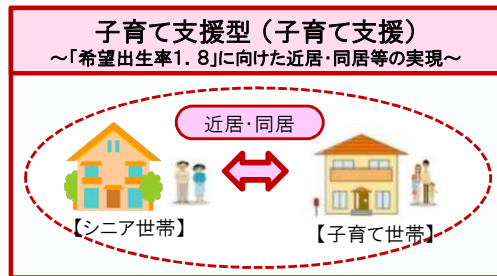 子育て支援型（子育て支援）
～「希望出生率1．8」に向けた近居・同居等の実現～
近居・同居
【シニア世帯】
【子育て世帯】